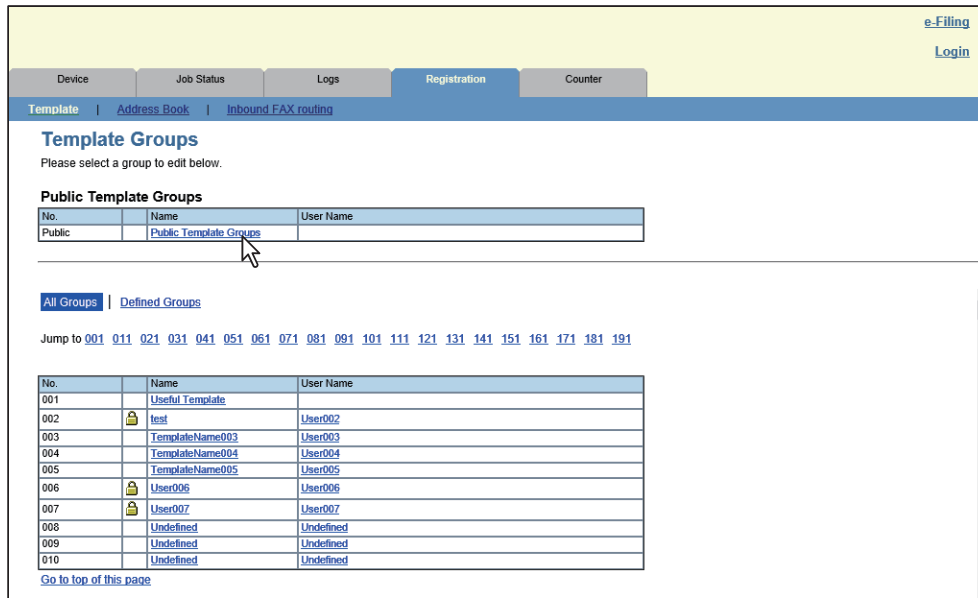 e-Filing
Login
Device Job Status Logs Registration Counter
Template | Address Book | Inbound FAX routing
Template Groups
Please select a group to edit below.
Public Template Groups
No. Name User Name
Public Public Template Groups
All Groups | Defined Groups
Jump to 001 011 021 031 041 051 061 071 081 091 101 111 121 131 141 151 161 171 181 191
No. Name User Name
001 Useful Template
002 test User002
003 TemplateName003 User003
004 TemplateName004 User004
005 TemplateName005 User005
006 User006 User006
007 User007 User007
008 Undefined Undefined
009 Undefined Undefined
010 Undefined Undefined
Go to top of this page